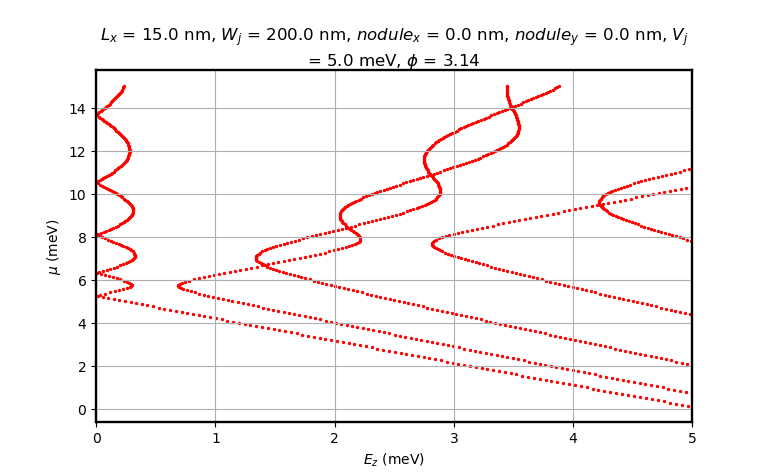 L_x = 15.0 nm, W_j = 200.0 nm, nodule_x = 0.0 nm, nodule_y = 0.0 nm, V_j
= 5.0 meV, ϕ = 3.14
14
12
10
8
6
4
2
0
μ (meV)
0 1 2 3 4 5
E_z (meV)